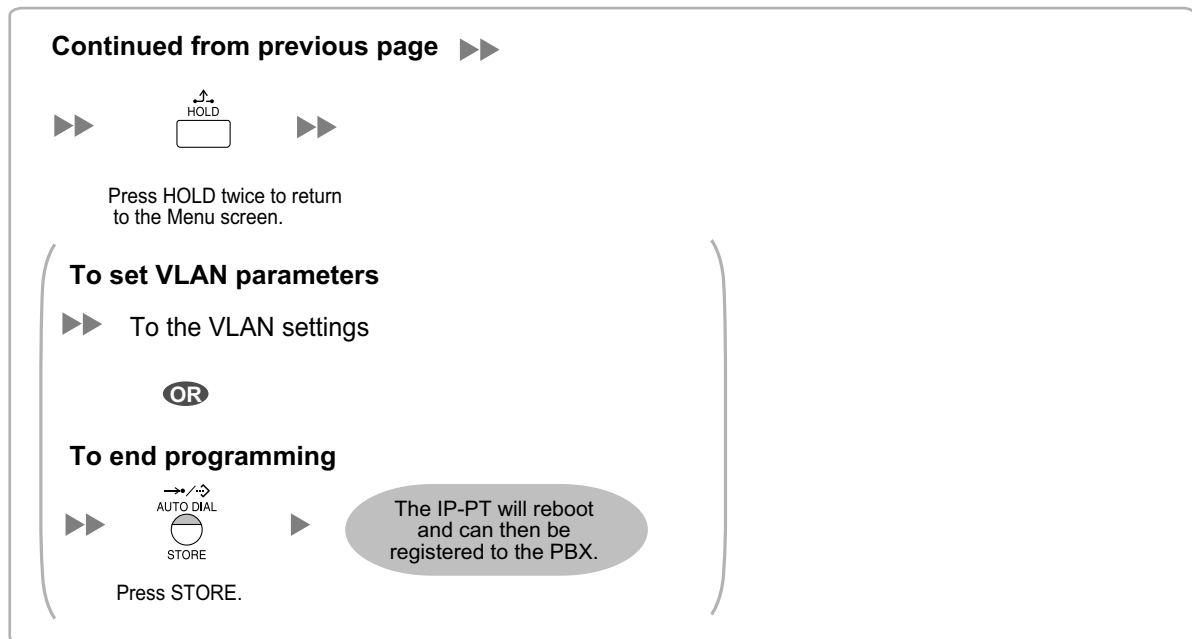 Continued from previous page
HOLD
Press HOLD twice to return
to the Menu screen.
To set VLAN parameters
To the VLAN settings
OR
To end programming
AUTO DIAL
STORE
Press STORE.
The IP-PT will reboot
and can then be
registered to the PBX.